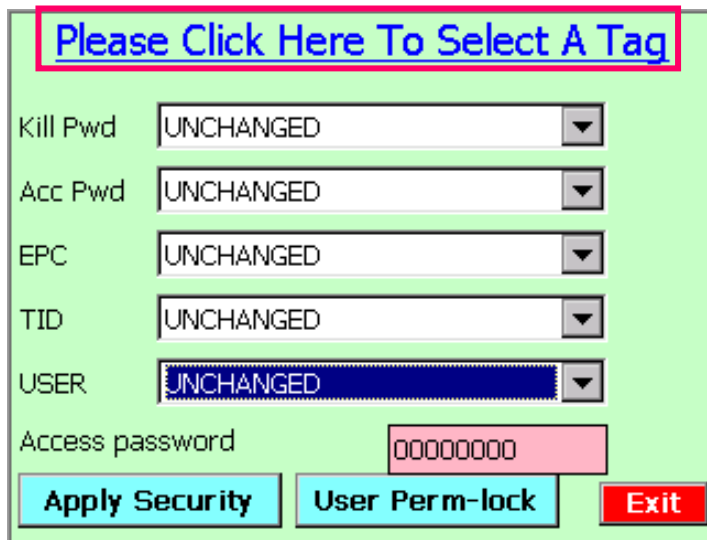 Please Click Here To Select A Tag
Kill Pwd UNCHANGED
Acc Pwd UNCHANGED
EPC UNCHANGED
TID UNCHANGED
USER UNCHANGED
Access password 00000000
Apply Security User Perm-lock Exit